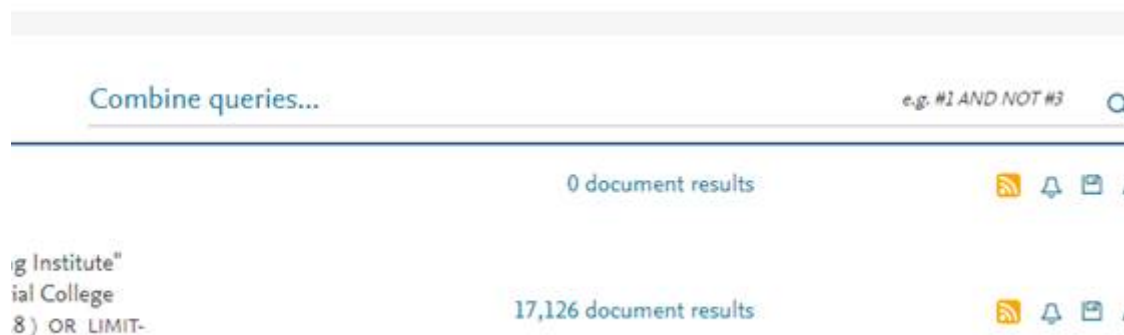 Combine queries... e.g. #1 AND NOT #3
0 document results
g Institute"
ial College
17,126 document results
8) OR LIMIT-